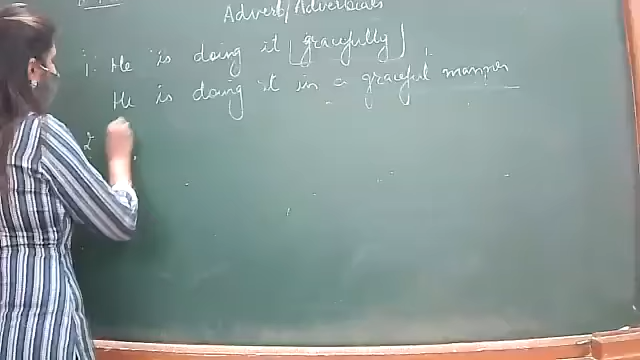 Adverb/Adverbials
1. He is doing it [gracefully].
He is doing it in a graceful manner
2